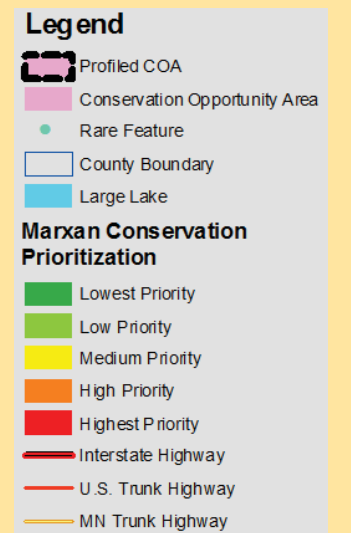 Legend
Profiled COA
Conservation Opportunity Area
Rare Feature
County Boundary
Large Lake
Marxan Conservation
Prioritization
Lowest Priority
Low Priority
Medium Priority
High Priority
Highest Priority
Interstate Highway
U.S. Trunk Highway
MN Trunk Highway